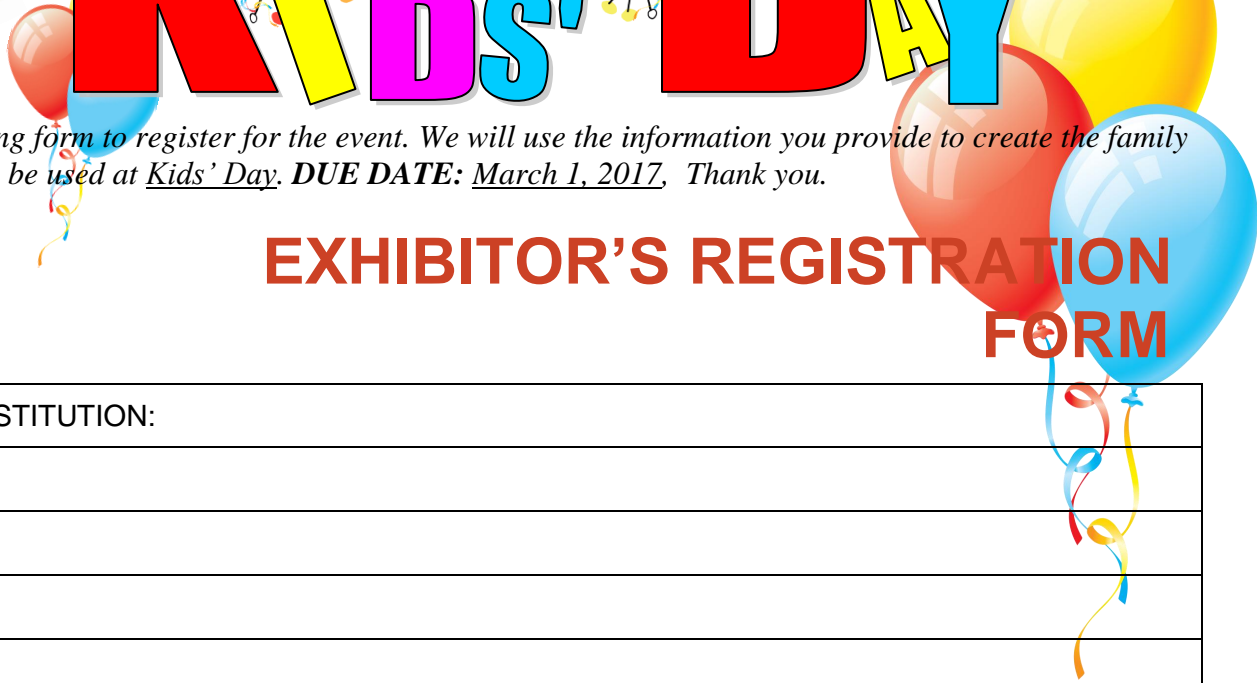 KIDS' DAY
ng form to register for the event. We will use the information you provide to create the family
be used at Kids’ Day. DUE DATE: March 1, 2017, Thank you.
EXHIBITOR’S REGISTRATION
FORM
STITUTION: